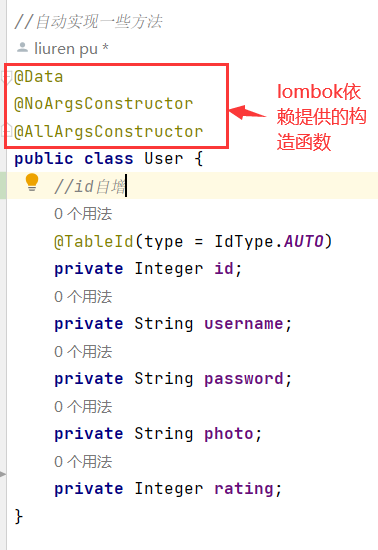 //自动实现一些方法
liuren pu *
@Data
@NoArgsConstructor
@AllArgsConstructor
lombok依
赖提供的构
造函数
public class User {
//id自增
0 个用法
@TableId(type = IdType.AUTO)
private Integer id;
0 个用法
private String username;
0 个用法
private String password;
0 个用法
private String photo;
0 个用法
private Integer rating;
}